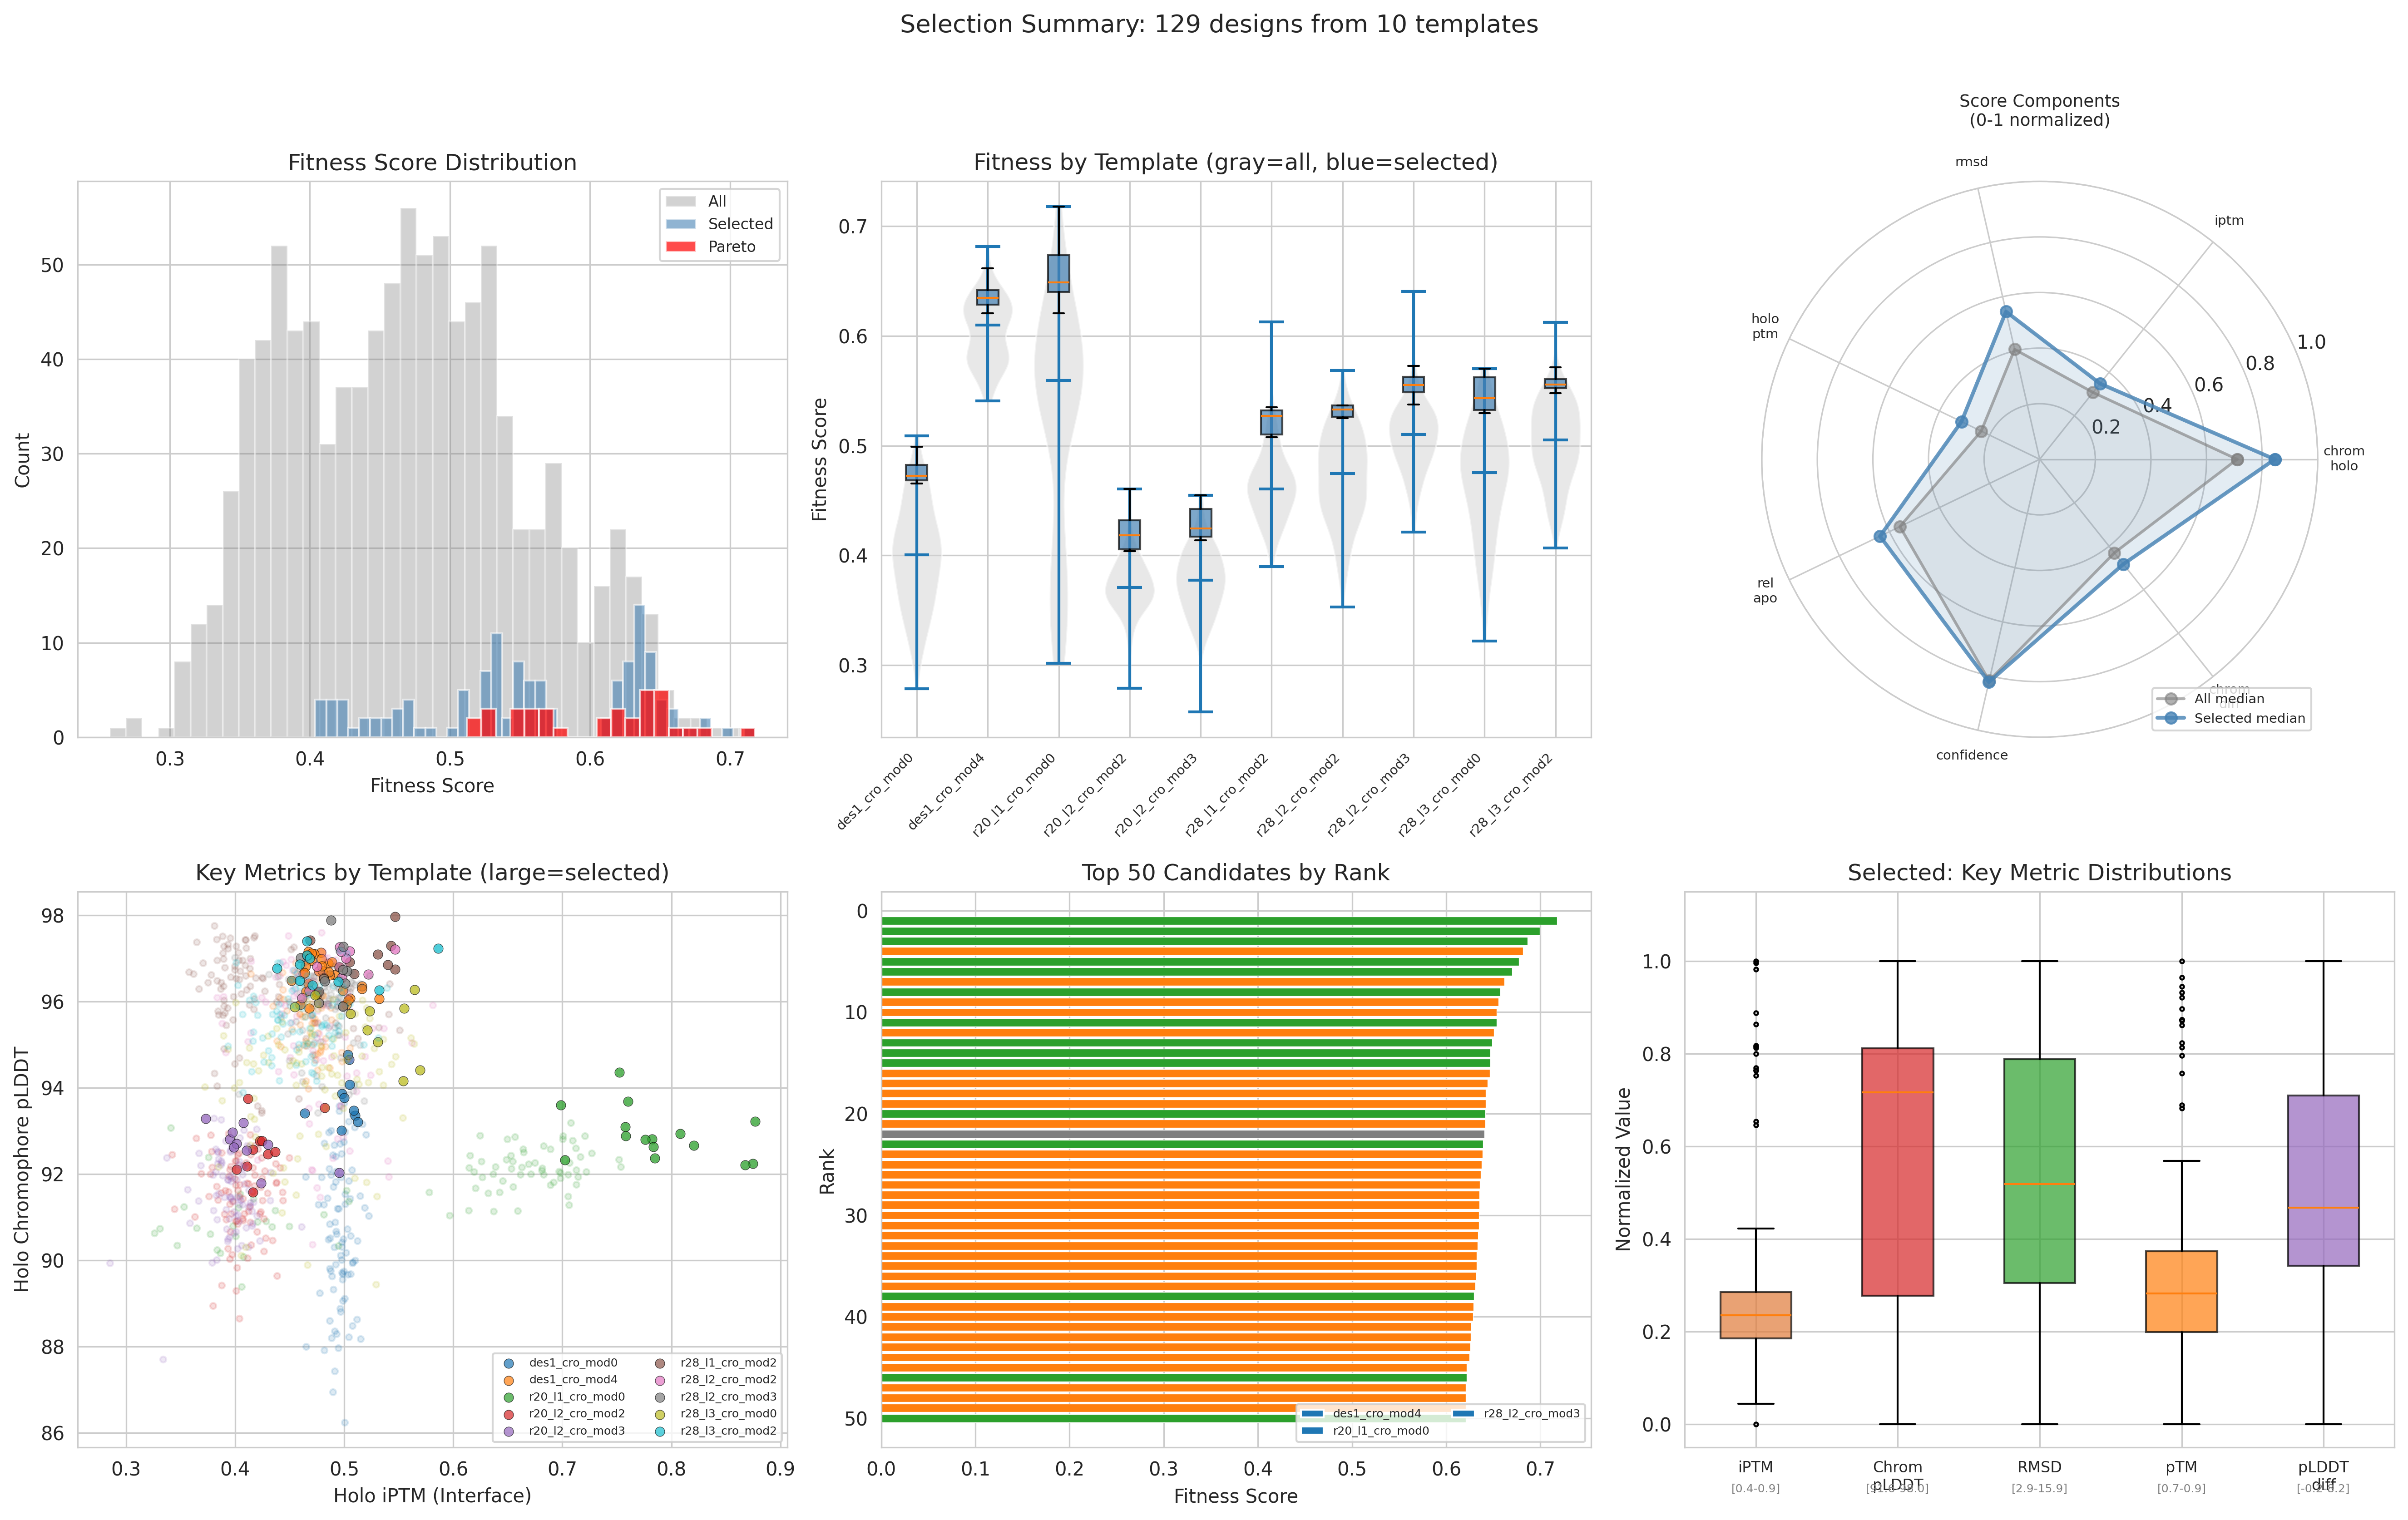 Selection Summary: 129 designs from 10 templates
Fitness Score Distribution
All
Selected
Pareto
50
40
30
20
10
0
Count
0.3
0.4
0.5
0.6
0.7
Fitness Score
Fitness by Template (gray=all, blue=selected)
0.7
0.6
0.5
0.4
0.3
Fitness Score
des1_cro_mod0
des1_cro_mod4
r20_l1_cro_mod0
r20_l2_cro_mod2
r20_l2_cro_mod3
r28_l1_cro_mod2
r28_l2_cro_mod2
r28_l2_cro_mod3
r28_l3_cro_mod0
r28_l3_cro_mod2
Score Components
(0-1 normalized)
rmsd
iptm
holo
ptm
1.0
0.8
0.6
0.4
0.2
chrom
holo
rel
apo
confidence
chrom
All median
Selected median
Key Metrics by Template (large=selected)
98
96
94
92
90
88
86
Holo Chromophore pLDDT
0.3
0.4
0.5
0.6
0.7
0.8
0.9
Holo iPTM (Interface)
des1_cro_mod0
des1_cro_mod4
r20_l1_cro_mod0
r20_l2_cro_mod2
r20_l2_cro_mod3
r28_l1_cro_mod2
r28_l2_cro_mod2
r28_l2_cro_mod3
r28_l3_cro_mod0
r28_l3_cro_mod2
Top 50 Candidates by Rank
0
10
20
30
40
50
Rank
0.0
0.1
0.2
0.3
0.4
0.5
0.6
0.7
Fitness Score
des1_cro_mod4
r20_l1_cro_mod0
r28_l2_cro_mod3
Selected: Key Metric Distributions
1.0
0.8
0.6
0.4
0.2
0.0
Normalized Value
iPTM
[0.4-0.9]
Chrom
pLDDT
RMSD
[2.9-15.9]
pTM
[0.7-0.9]
pLDDT
diff